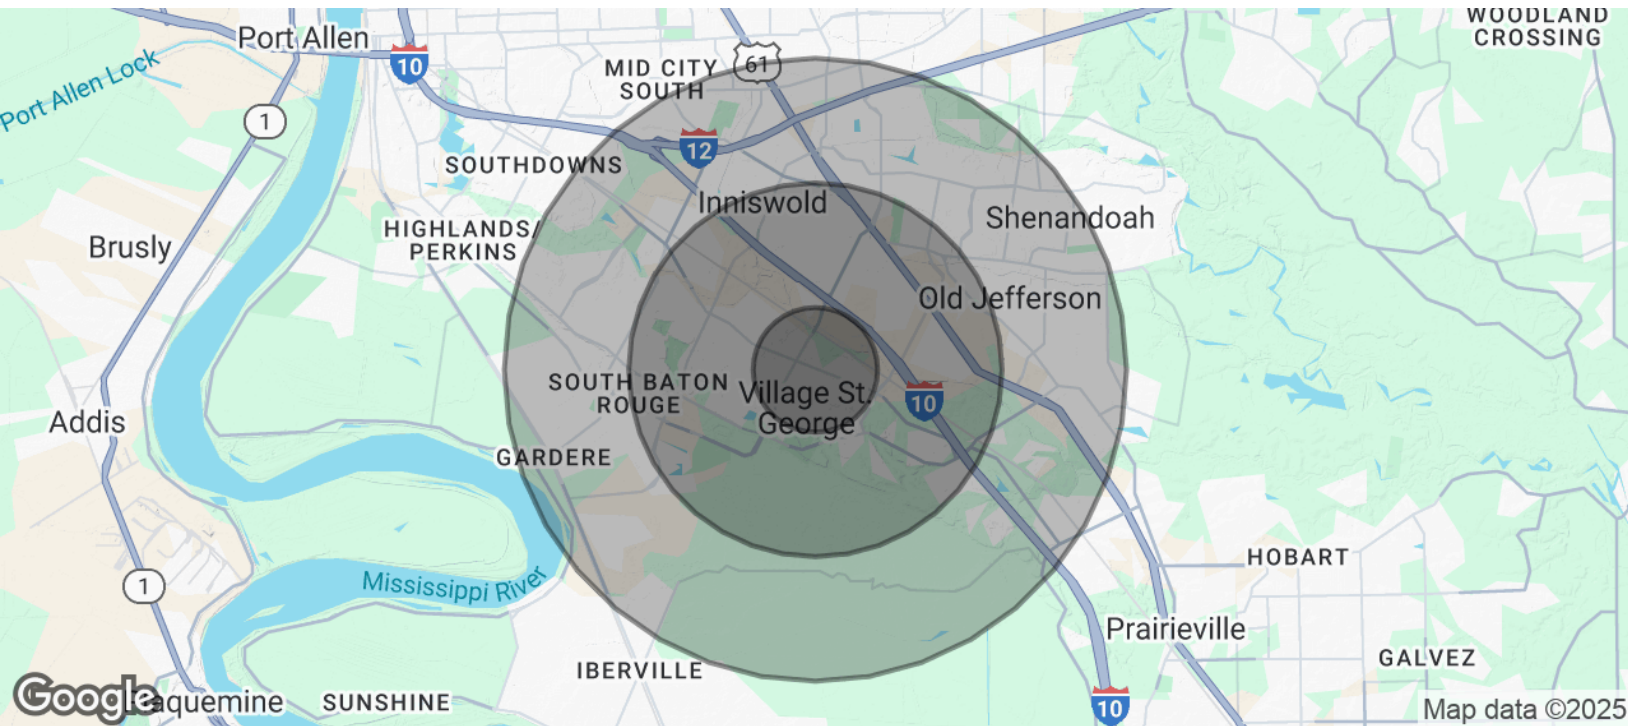 WOODLAND
CROSSING
Port Allen
10
61
MID CITY
SOUTH
Port Allen Lock
1
12
SOUTHDOWNS
Inniswold
Shenandoah
HIGHLANDS/
PERKINS
Brusly
Old Jefferson
SOUTH BATON
ROUGE
Village St.
George
10
Addis
GARDERE
HOBART
1
Mississippi River
Prairieville
IBERVILLE
GALVEZ
Google
Plaquemine
SUNSHINE
10
Map data ©2025